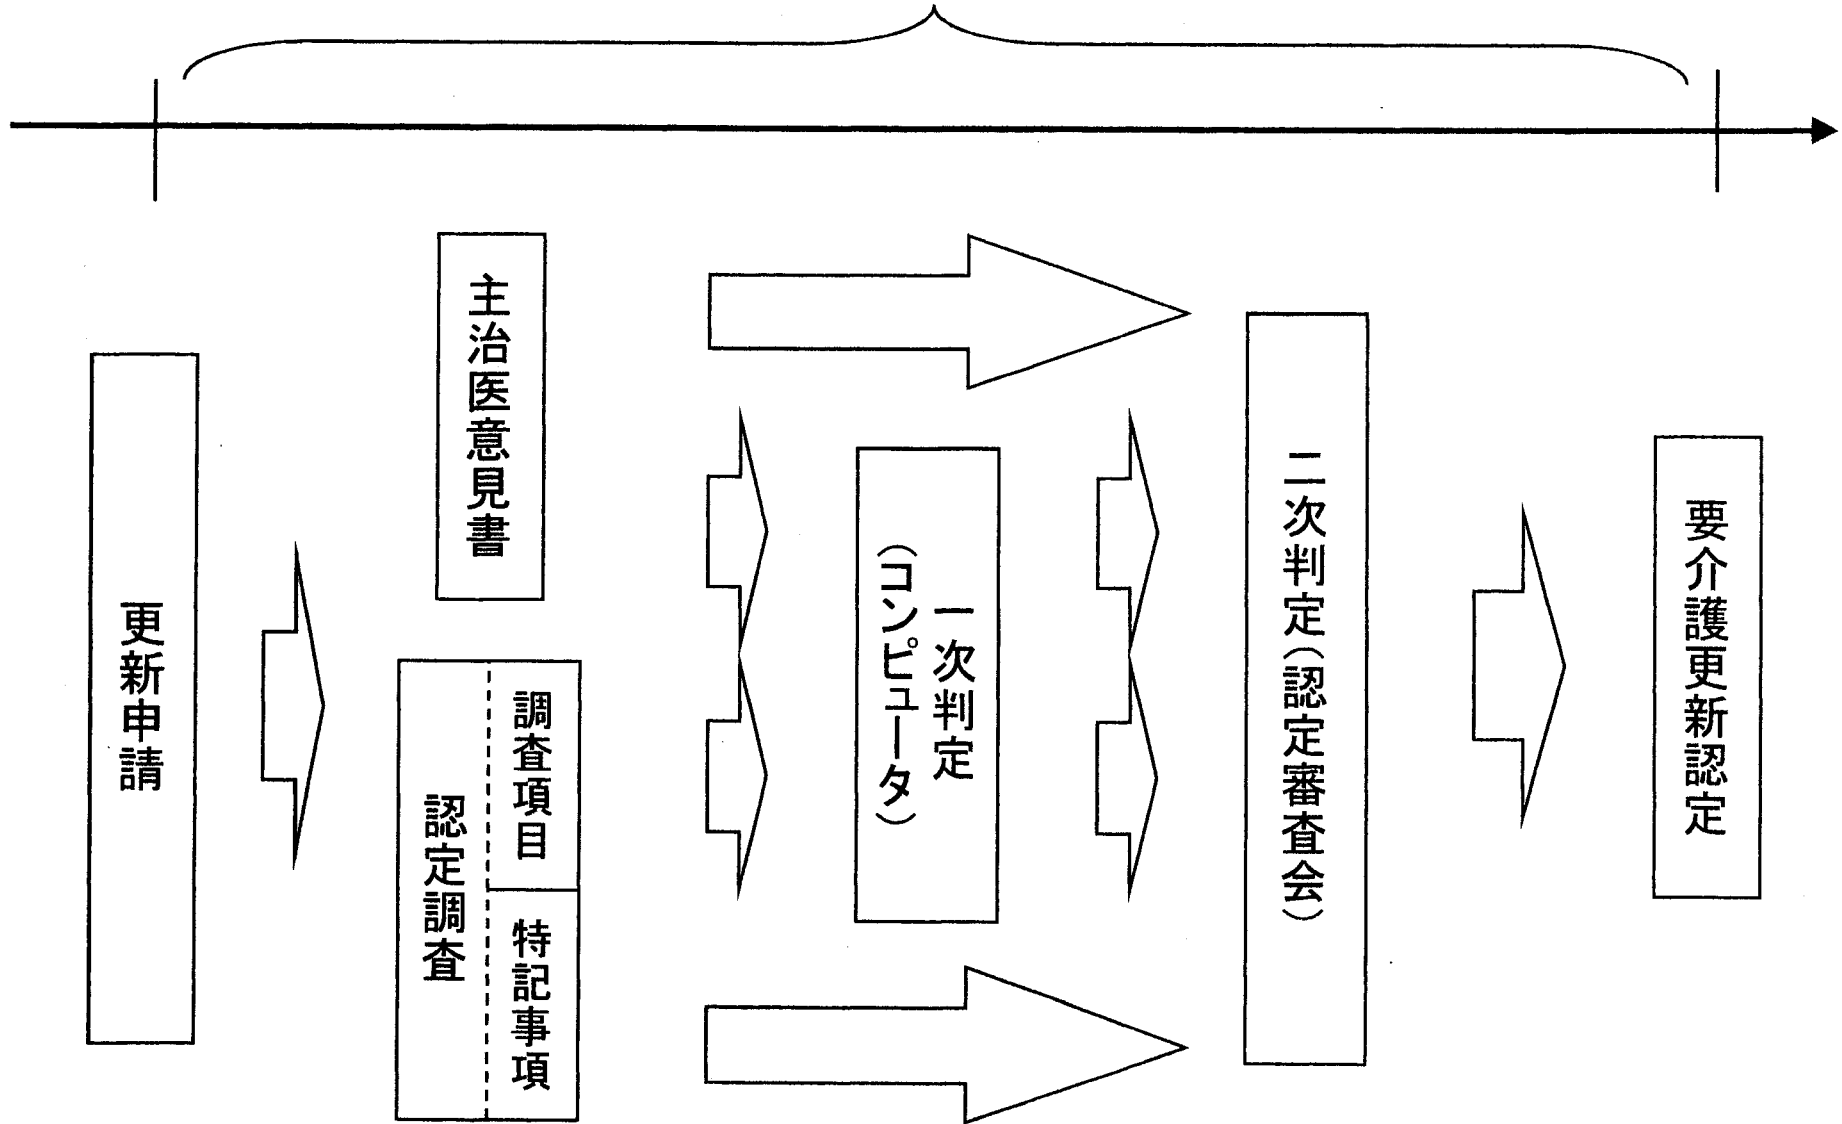 更新申請
主治医意見書
認定調査
調査項目
特記事項
一次判定
（コンピュータ）
二次判定（認定審査会）
要介護更新認定